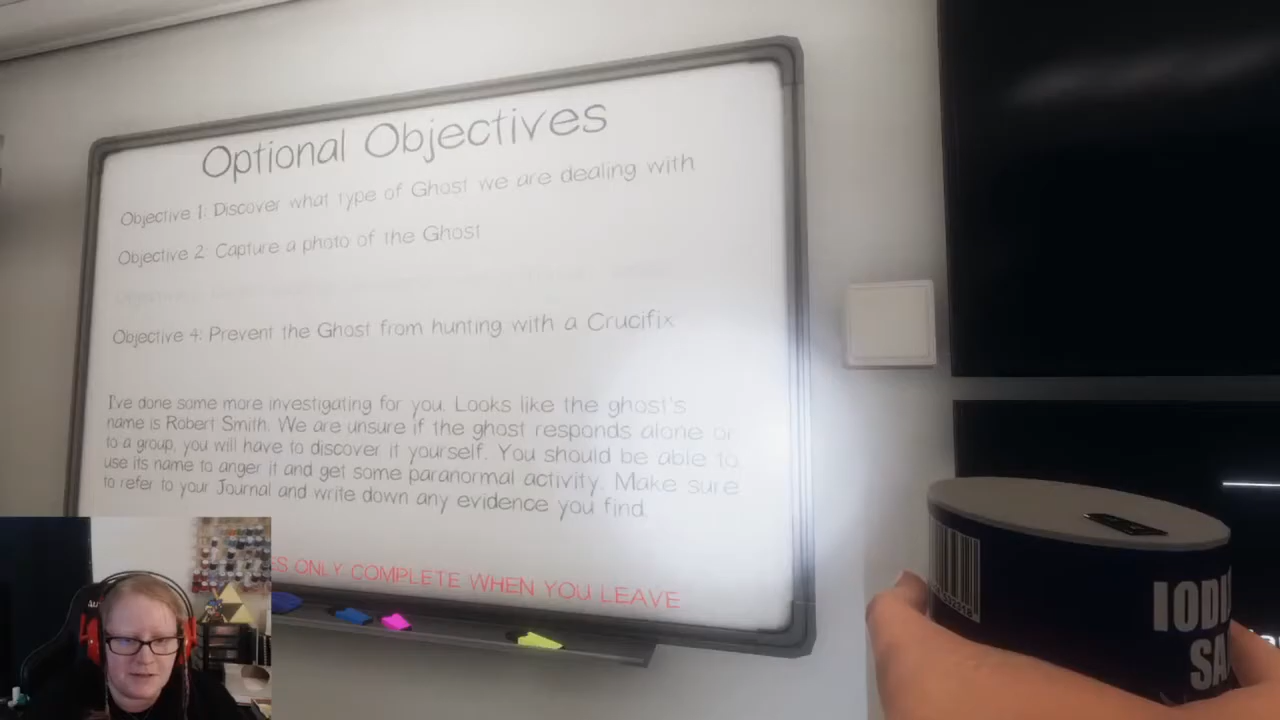 Optional Objectives
Objective 1: Discover what type of Ghost we are dealing with
Objective 2: Capture a photo of the Ghost
Objective 4: Prevent the Ghost from hunting with a Crucifix
I've done some more investigating for you. Looks like the ghost's
name is Robert Smith. We are unsure if the ghost responds alone or
to a group, you will have to discover it yourself. You should be able to
use its name to anger it and get some paranormal activity. Make sure
to refer to your Journal and write down any evidence you find.
ONLY COMPLETE WHEN YOU LEAVE